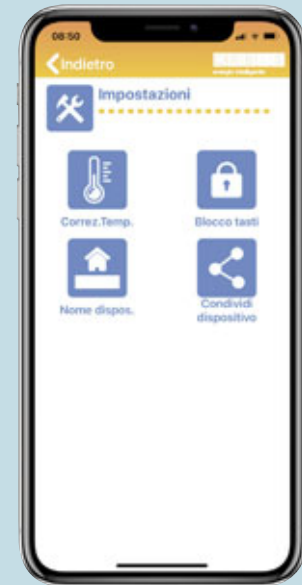 08:50
Indietro
Impostazioni
Correz.Temp.
Blocco tasti
Nome dispos.
Condividi
dispositivo